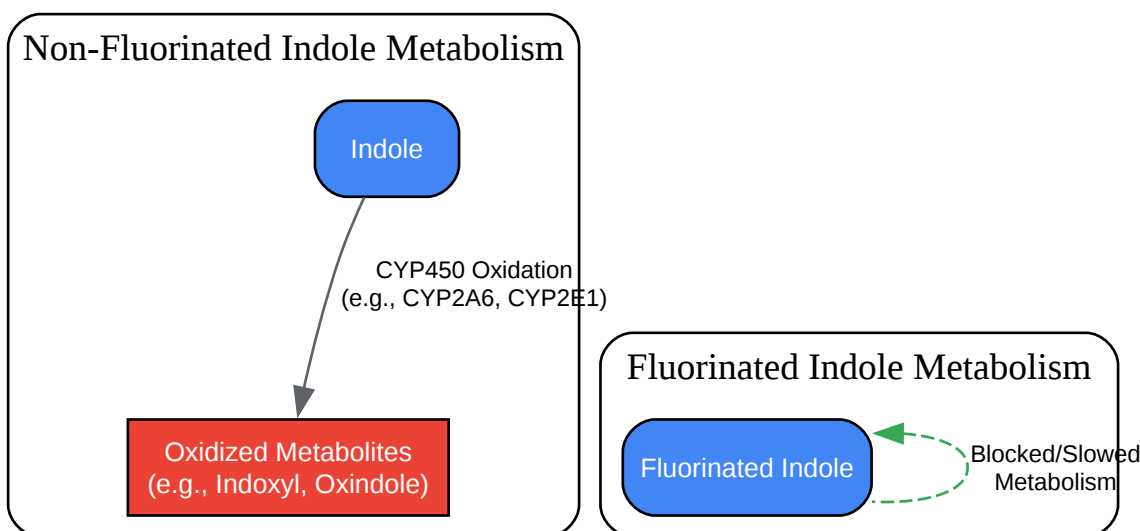 Non-Fluorinated Indole Metabolism
Indole
CYP450 Oxidation
(e.g., CYP2A6, CYP2E1)
Oxidized Metabolites
(e.g., Indoxyl, Oxindole)
Fluorinated Indole Metabolism
Fluorinated Indole
Blocked/Slowed
Metabolism